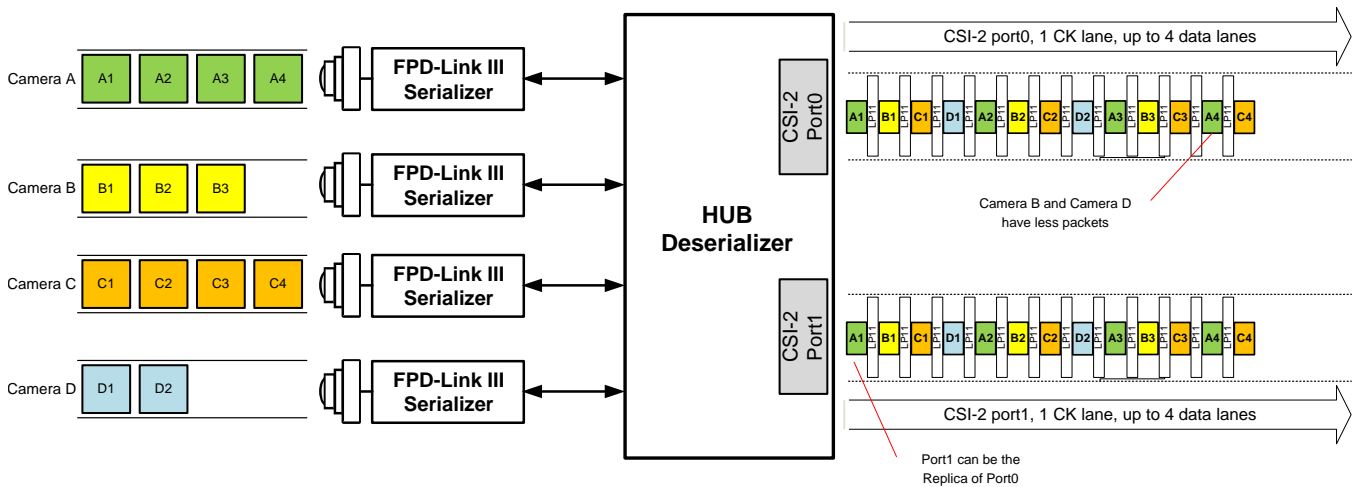 Camera A
A1 A2 A3 A4
FPD-Link III
Serializer
Camera B
B1 B2 B3
FPD-Link III
Serializer
Camera C
C1 C2 C3 C4
FPD-Link III
Serializer
Camera D
D1 D2
FPD-Link III
Serializer
HUB
Deserializer
CSI-2
Port0
CSI-2
Port1
CSI-2 port0, 1 CK lane, up to 4 data lanes
A1 LP11 B1 LP11 C1 LP11 D1 LP11 A2 LP11 B2 LP11 C2 LP11 D2 LP11 A3 LP11 B3 LP11 C3 LP11 A4 LP11 C4
Camera B and Camera D
have less packets
A1 LP11 B1 LP11 C1 LP11 D1 LP11 A2 LP11 B2 LP11 C2 LP11 D2 LP11 A3 LP11 B3 LP11 C3 LP11 A4 LP11 C4
CSI-2 port1, 1 CK lane, up to 4 data lanes
Port1 can be the
Replica of Port0